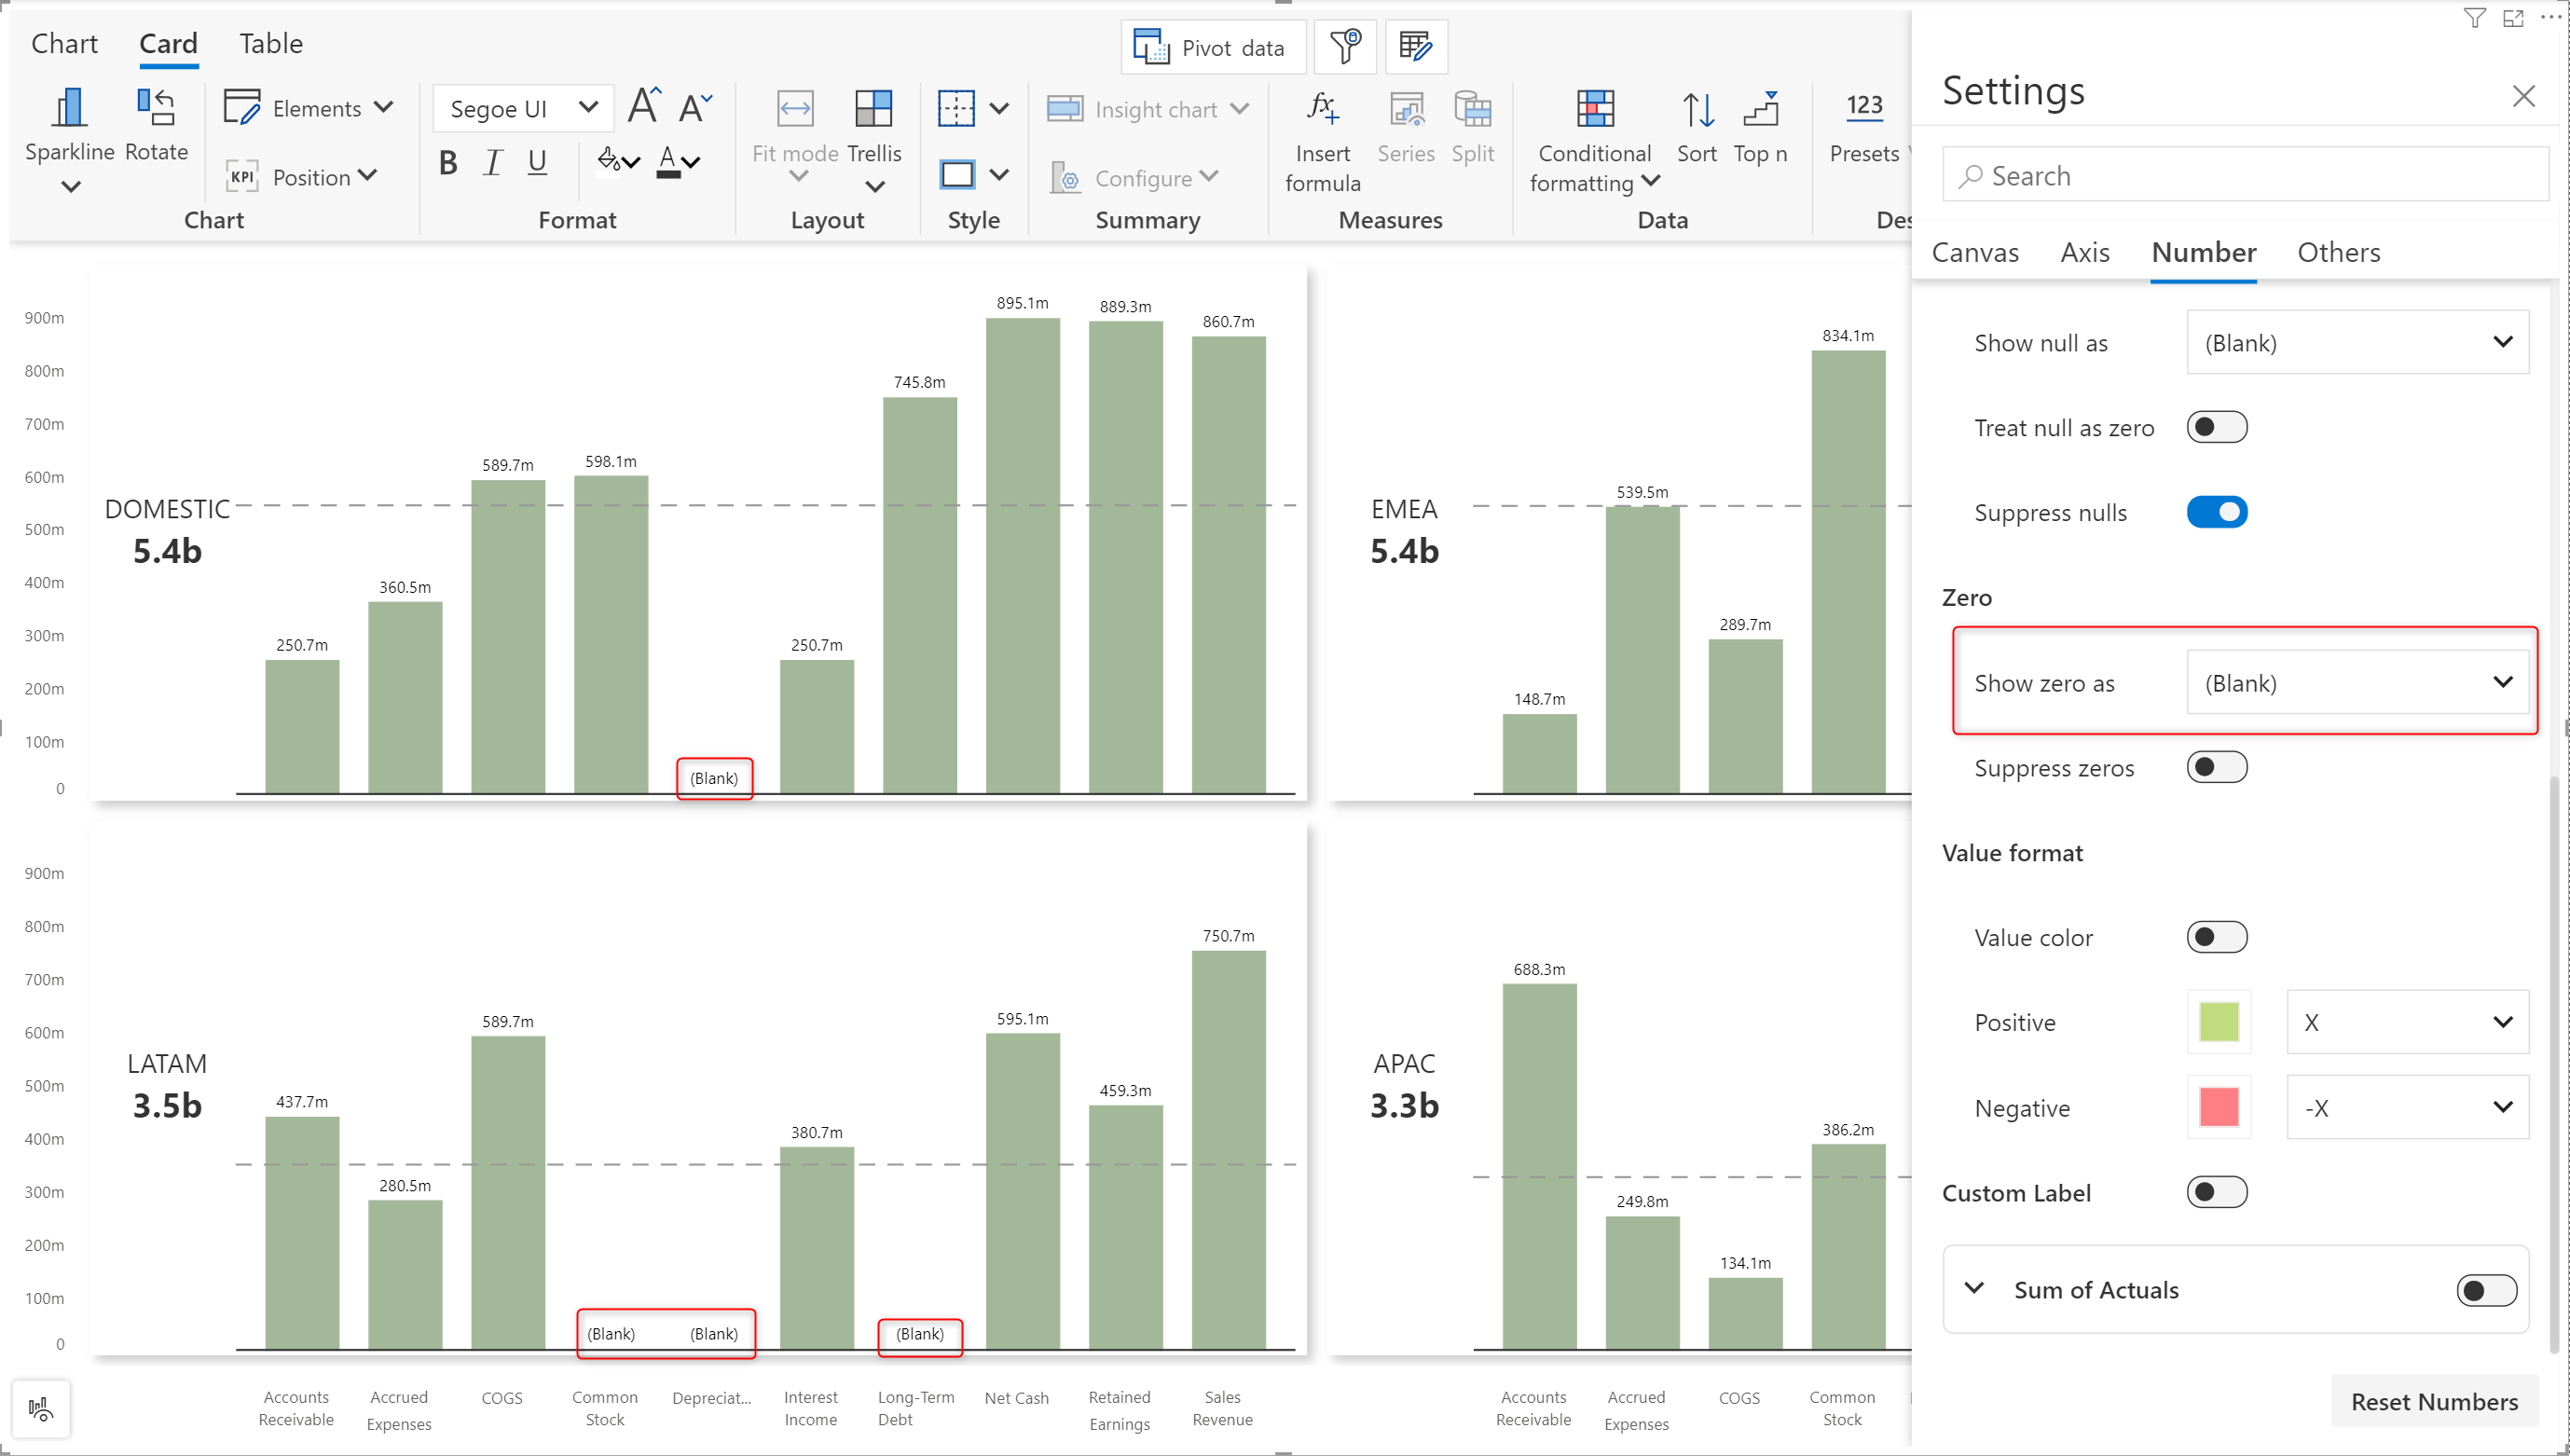 Chart Card Table
Pivot data
Sparkline Rotate
Elements
Position
Chart
Segoe UI A A
B I U A
Format
Fit mode Trellis
Layout
Style
Insight chart
Configure
Summary
fx
Insert
formula
Series Split
Measures
Conditional
formatting
Sort Top n
Data
123
Presets
KPI
Settings
Search
Canvas Axis Number Others
Show null as (Blank)
Treat null as zero
Suppress nulls
Zero
Show zero as (Blank)
Suppress zeros
Value format
Value color
Positive X
Negative -X
Custom Label
Sum of Actuals
Reset Numbers
900m
800m
700m
600m
500m
400m
300m
200m
100m
0
DOMESTIC
5.4b
250.7m 360.5m 589.7m 598.1m (Blank) 250.7m 745.8m 895.1m 889.3m 860.7m
EMEA
5.4b
148.7m 539.5m 289.7m 834.1m
900m
800m
700m
600m
500m
400m
300m
200m
100m
0
LATAM
3.5b
437.7m 280.5m 589.7m (Blank) (Blank) 380.7m (Blank) 595.1m 459.3m 750.7m
APAC
3.3b
688.3m 249.8m 134.1m 386.2m
Accounts
Receivable
Accrued
Expenses
COGS
Common
Stock
Depreciat...
Interest
Income
Long-Term
Debt
Net Cash
Retained
Earnings
Sales
Revenue
Accounts
Receivable
Accrued
Expenses
COGS
Common
Stock